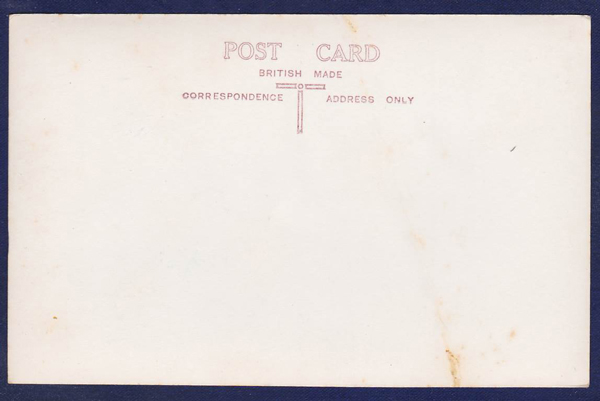 POST CARD
BRITISH MADE
CORRESPONDENCE ADDRESS ONLY